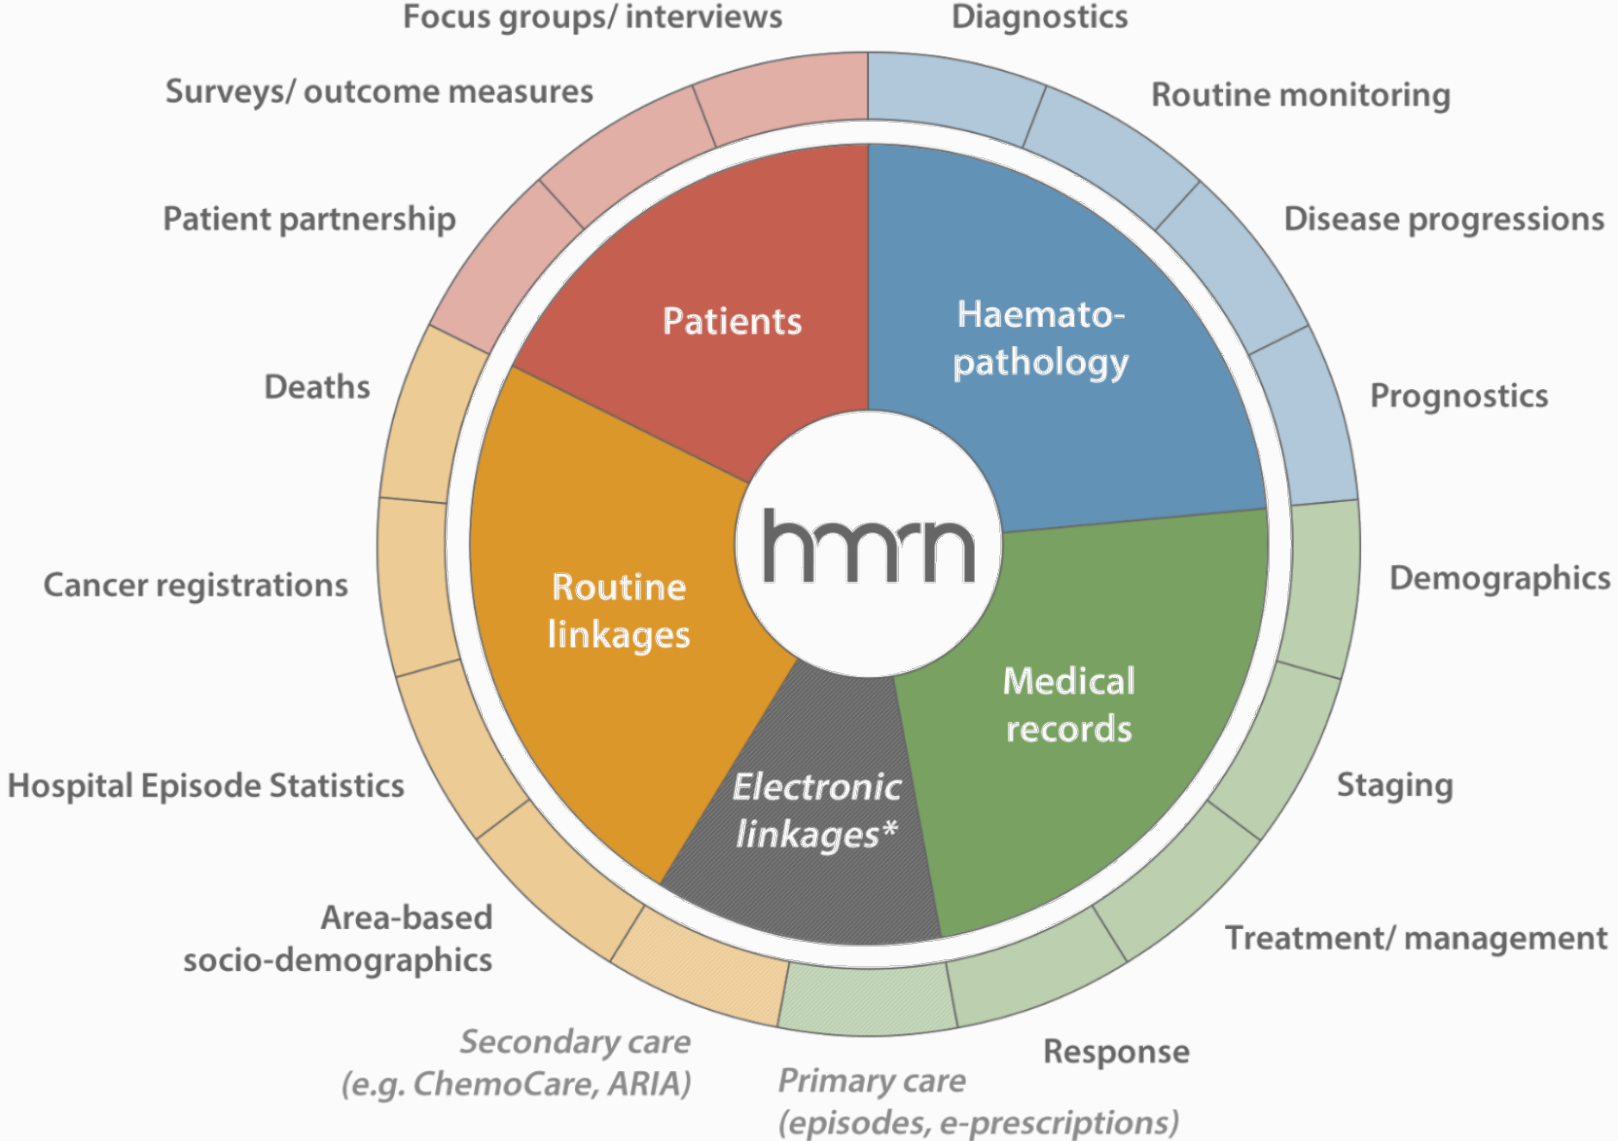 Focus groups/ interviews
Diagnostics
Surveys/ outcome measures
Routine monitoring
Patient partnership
Disease progressions
Deaths
Prognostics
Cancer registrations
Demographics
Hospital Episode Statistics
Staging
Area-based
socio-demographics
Treatment/ management
Secondary care
(e.g. ChemoCare, ARIA)
Primary care
(episodes, e-prescriptions)
Response
Patients
Haemato-
pathology
Routine
linkages
Medical
records
Electronic
linkages*
hmrn